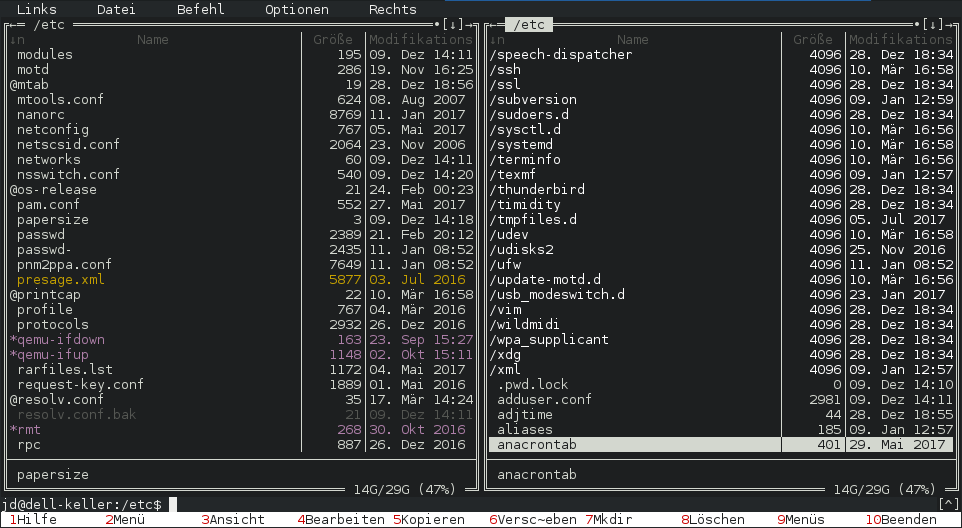 Links Datei Befehl Optionen Rechts
← /etc •[↓]→
↓n Name Größe Modifikations
modules 195 09. Dez 14:11
motd 286 19. Nov 16:25
@mtab 19 28. Dez 18:56
mtools.conf 624 08. Aug 2007
nanorc 8769 11. Jan 2017
netconfig 767 05. Mai 2017
netscsid.conf 2064 23. Nov 2006
networks 60 09. Dez 14:11
nsswitch.conf 540 09. Dez 14:20
@os-release 21 24. Feb 00:23
pam.conf 552 27. Mai 2017
papersize 3 09. Dez 14:18
passwd 2389 21. Feb 20:12
passwd- 2435 11. Jan 08:52
pnm2ppa.conf 7649 11. Jan 08:52
presage.xml 5877 03. Jul 2016
@printcap 22 10. Mär 16:58
profile 767 04. Mär 2016
protocols 2932 26. Dez 2016
*qemu-ifdown 163 23. Sep 15:27
*qemu-ifup 1148 02. Okt 15:11
rarfiles.lst 1172 04. Mai 2017
request-key.conf 1889 01. Mai 2016
@resolv.conf 35 17. Mär 14:24
resolv.conf.bak 21 09. Dez 14:11
*rmt 268 30. Okt 2016
rpc 887 26. Dez 2016
papersize
14G/29G (47%)
← /etc •[↓]→
↓n Name Größe Modifikations
/speech-dispatcher 4096 28. Dez 18:34
/ssh 4096 10. Mär 16:58
/ssl 4096 28. Dez 18:34
/subversion 4096 09. Jan 12:59
/sudoers.d 4096 28. Dez 18:34
/sysctl.d 4096 10. Mär 16:56
/systemd 4096 10. Mär 16:58
/terminfo 4096 10. Mär 16:56
/texmf 4096 09. Jan 12:57
/thunderbird 4096 28. Dez 18:34
/timidity 4096 28. Dez 18:34
/tmpfiles.d 4096 05. Jul 2017
/udev 4096 10. Mär 16:58
/udisks2 4096 25. Nov 2016
/ufw 4096 11. Jan 08:52
/update-motd.d 4096 10. Mär 16:56
/usb_modeswitch.d 4096 23. Jan 2017
/vim 4096 28. Dez 18:34
/wildmidi 4096 28. Dez 18:34
/wpa_supplicant 4096 28. Dez 18:34
/xdg 4096 28. Dez 18:34
/xml 4096 09. Jan 12:57
.pwd.lock 0 09. Dez 14:10
adduser.conf 2981 09. Dez 14:11
adjtime 44 28. Dez 18:55
aliases 185 09. Jan 12:57
anacrontab 401 29. Mai 2017
anacrontab
14G/29G (47%)
jd@dell-keller:/etc$ [^]
1Hilfe 2Menü 3Ansicht 4Bearbeiten 5Kopieren 6Versc~eben 7Mkdir 8Löschen 9Menüs 10Beenden